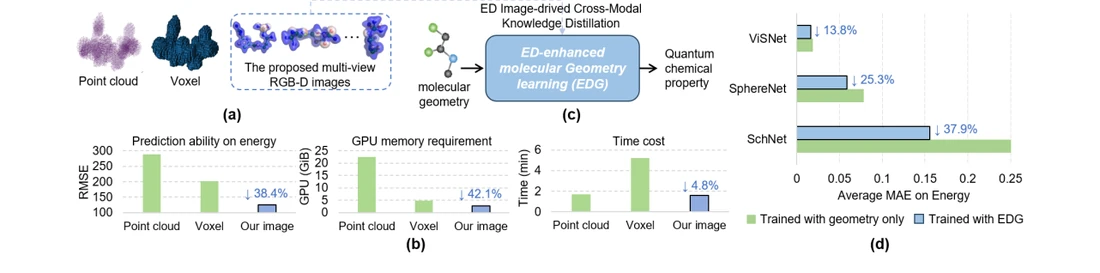 Point cloud
Voxel
The proposed multi-view
RGB-D images
...
(a)
ED Image-drived Cross-Modal
Knowledge Distillation
molecular
geometry
ED-enhanced
molecular Geometry
learning (EDG)
Quantum
chemical
property
(c)
Prediction ability on energy
RMSE
300
250
200
150
100
↓ 38.4%
Point cloud Voxel Our image
GPU memory requirement
GPU (GiB)
25
20
15
10
5
0
↓ 42.1%
Point cloud Voxel Our image
(b)
Time cost
Time (min)
6
4
2
0
↓ 4.8%
Point cloud Voxel Our image
ViSNet
↓ 13.8%
SphereNet
↓ 25.3%
SchNet
↓ 37.9%
0 0.05 0.1 0.15 0.2 0.25
Average MAE on Energy
Trained with geometry only Trained with EDG
(d)